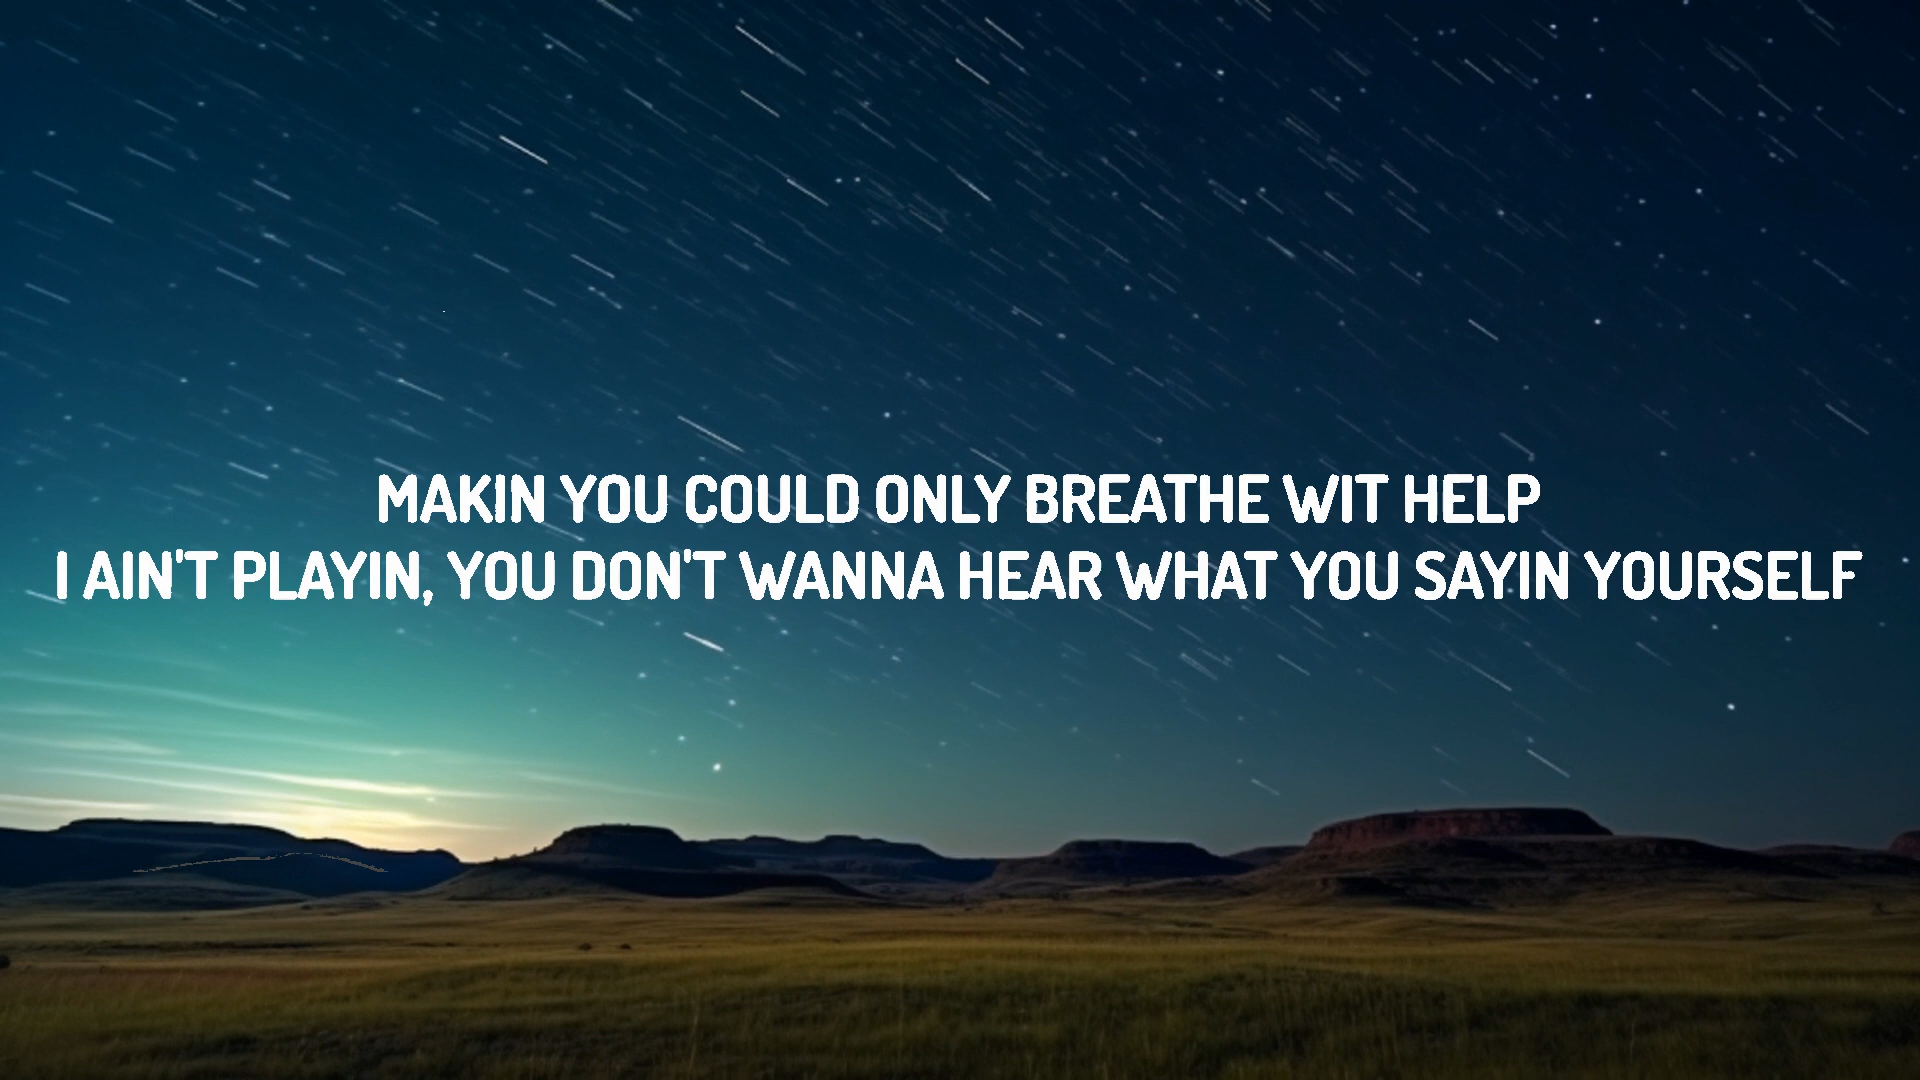 MAKIN YOU COULD ONLY BREATHE WIT HELP
I AIN'T PLAYIN, YOU DON'T WANNA HEAR WHAT YOU SAYIN YOURSELF